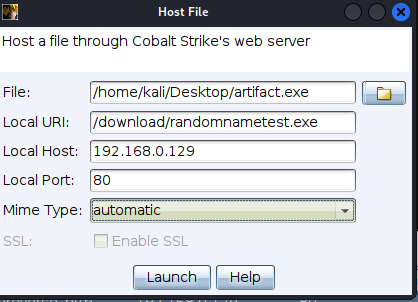 Host File
Host a file through Cobalt Strike's web server
File: /home/kali/Desktop/artifact.exe
Local URI: /download/randomnametest.exe
Local Host: 192.168.0.129
Local Port: 80
Mime Type: automatic
SSL: Enable SSL
Launch Help